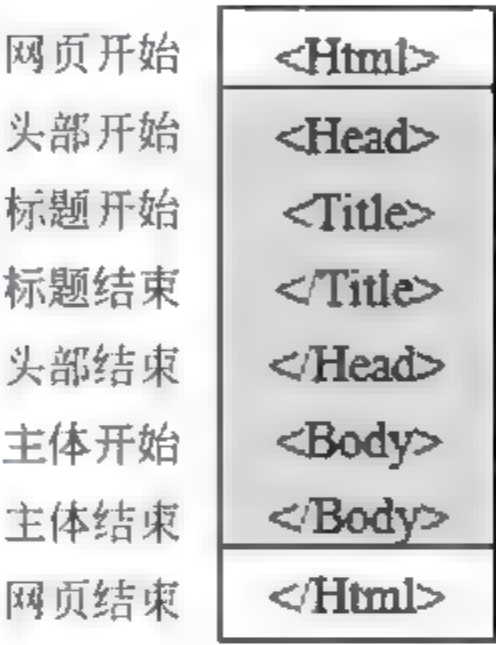 网页开始 <Html>
头部开始 <Head>
标题开始 <Title>
标题结束 </Title>
头部结束 </Head>
主体开始 <Body>
主体结束 </Body>
网页结束 </Html>